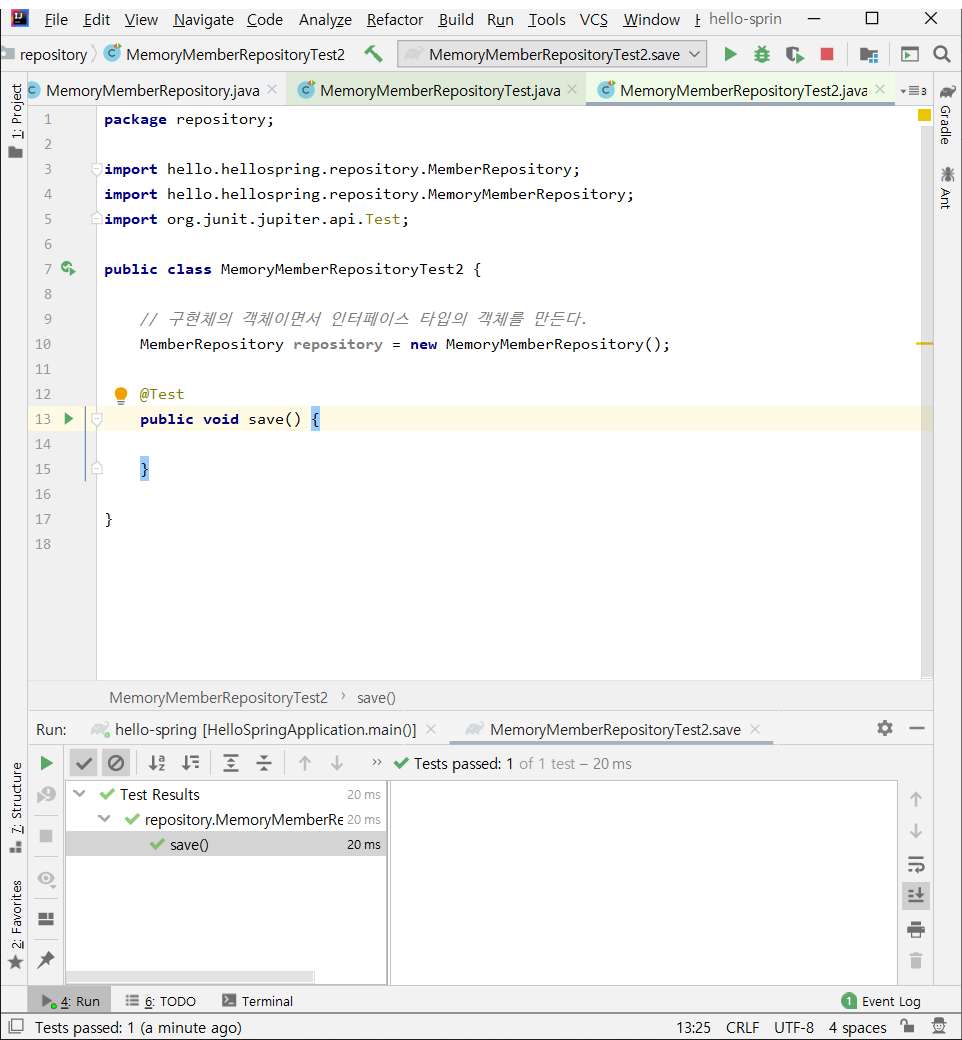 File Edit View Navigate Code Analyze Refactor Build Run Tools VCS Window hello-sprin
repository MemoryMemberRepositoryTest2 MemoryMemberRepositoryTest2.save
MemoryMemberRepository.java MemoryMemberRepositoryTest.java MemoryMemberRepositoryTest2.java 3
1: Project
Gradle
Ant
1 package repository;
2
3 import hello.hellospring.repository.MemberRepository;
4 import hello.hellospring.repository.MemoryMemberRepository;
5 import org.junit.jupiter.api.Test;
6
7 public class MemoryMemberRepositoryTest2 {
8
9 // 구현체의 객체이면서 인터페이스 타입의 객체를 만든다.
10 MemberRepository repository = new MemoryMemberRepository();
11
12 @Test
13 public void save() {
14
15 }
16
17 }
18
MemoryMemberRepositoryTest2 › save()
Run: hello-spring [HelloSpringApplication.main()] MemoryMemberRepositoryTest2.save
Tests passed: 1 of 1 test – 20 ms
Test Results 20 ms
repository.MemoryMemberRe 20 ms
save() 20 ms
7: Structure
2: Favorites
4: Run 6: TODO Terminal 1 Event Log
Tests passed: 1 (a minute ago) 13:25 CRLF UTF-8 4 spaces